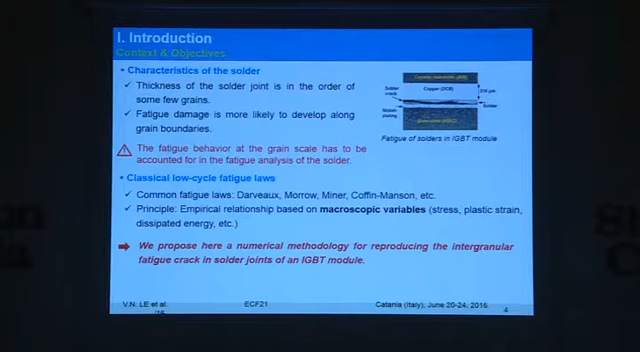 I. Introduction
Context & Objectives
• Characteristics of the solder
✓ Thickness of the solder joint is in the order of
some few grains.
✓ Fatigue damage is more likely to develop along
grain boundaries.
The fatigue behavior at the grain scale has to be
accounted for in the fatigue analysis of the solder.
Solder
crack
Copper (DCB)
Solder
plating
Fatigue of solders in IGBT module
• Classical low-cycle fatigue laws
✓ Common fatigue laws: Darveaux, Morrow, Miner, Coffin-Manson, etc.
✓ Principle: Empirical relationship based on macroscopic variables (stress, plastic strain,
dissipated energy, etc.)
We propose here a numerical methodology for reproducing the intergranular
fatigue crack in solder joints of an IGBT module.
V.N. LE et al.
ECF21
Catania (Italy), June 20-24, 2016
4